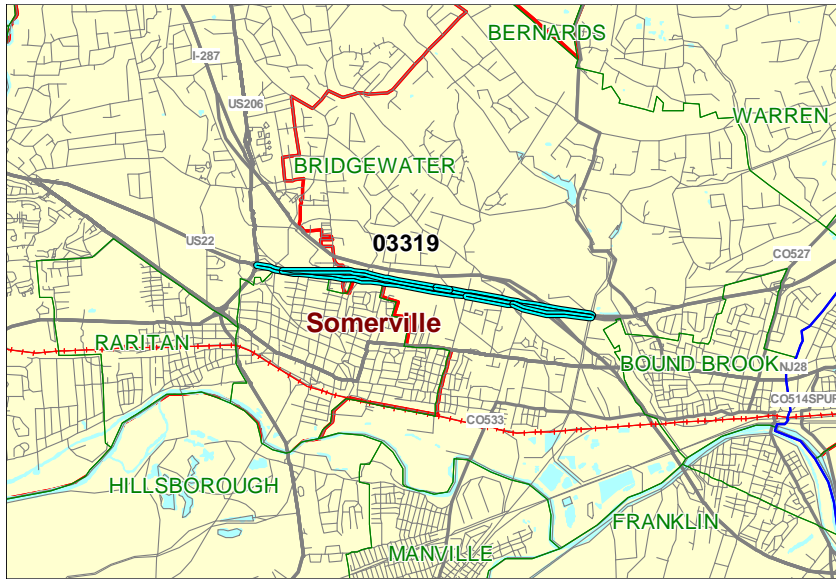 BERNARDS
I-287
US206
WARREN
BRIDGEWATER
03319
US22
CO527
Somerville
RARITAN
BOUND BROOK
NJ28
CO514SPUR
CO533
HILLSBOROUGH
FRANKLIN
MANVILLE